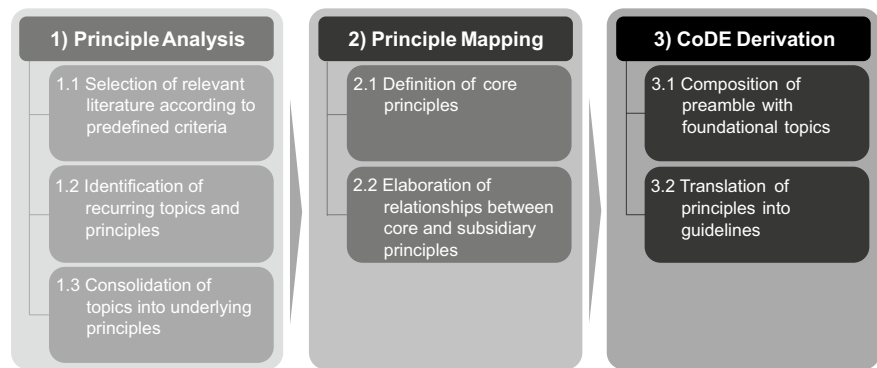 1) Principle Analysis
1.1 Selection of relevant
literature according to
predefined criteria
1.2 Identification of
recurring topics and
principles
1.3 Consolidation of
topics into underlying
principles
2) Principle Mapping
2.1 Definition of core
principles
2.2 Elaboration of
relationships between
core and subsidiary
principles
3) CoDE Derivation
3.1 Composition of
preamble with
foundational topics
3.2 Translation of
principles into
guidelines